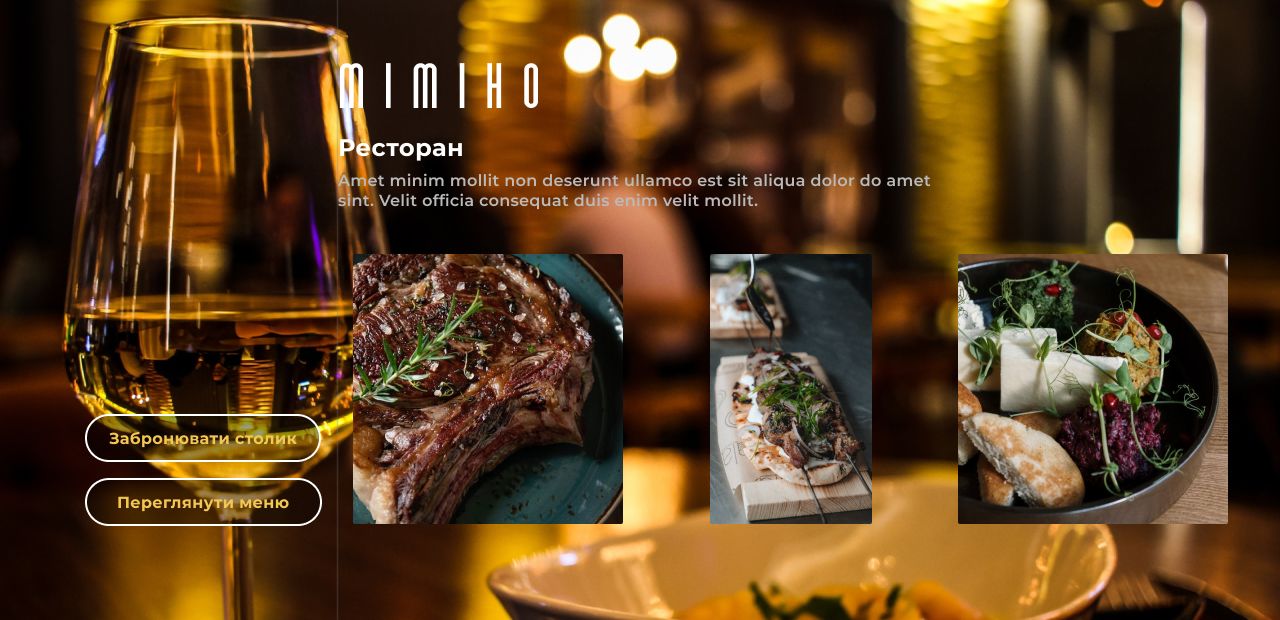 MIMIHO
Ресторан
Amet minim mollit non deserunt ullamco est sit aliqua dolor do amet
sint. Velit officia consequat duis enim velit mollit.
Забронювати столик
Переглянути меню